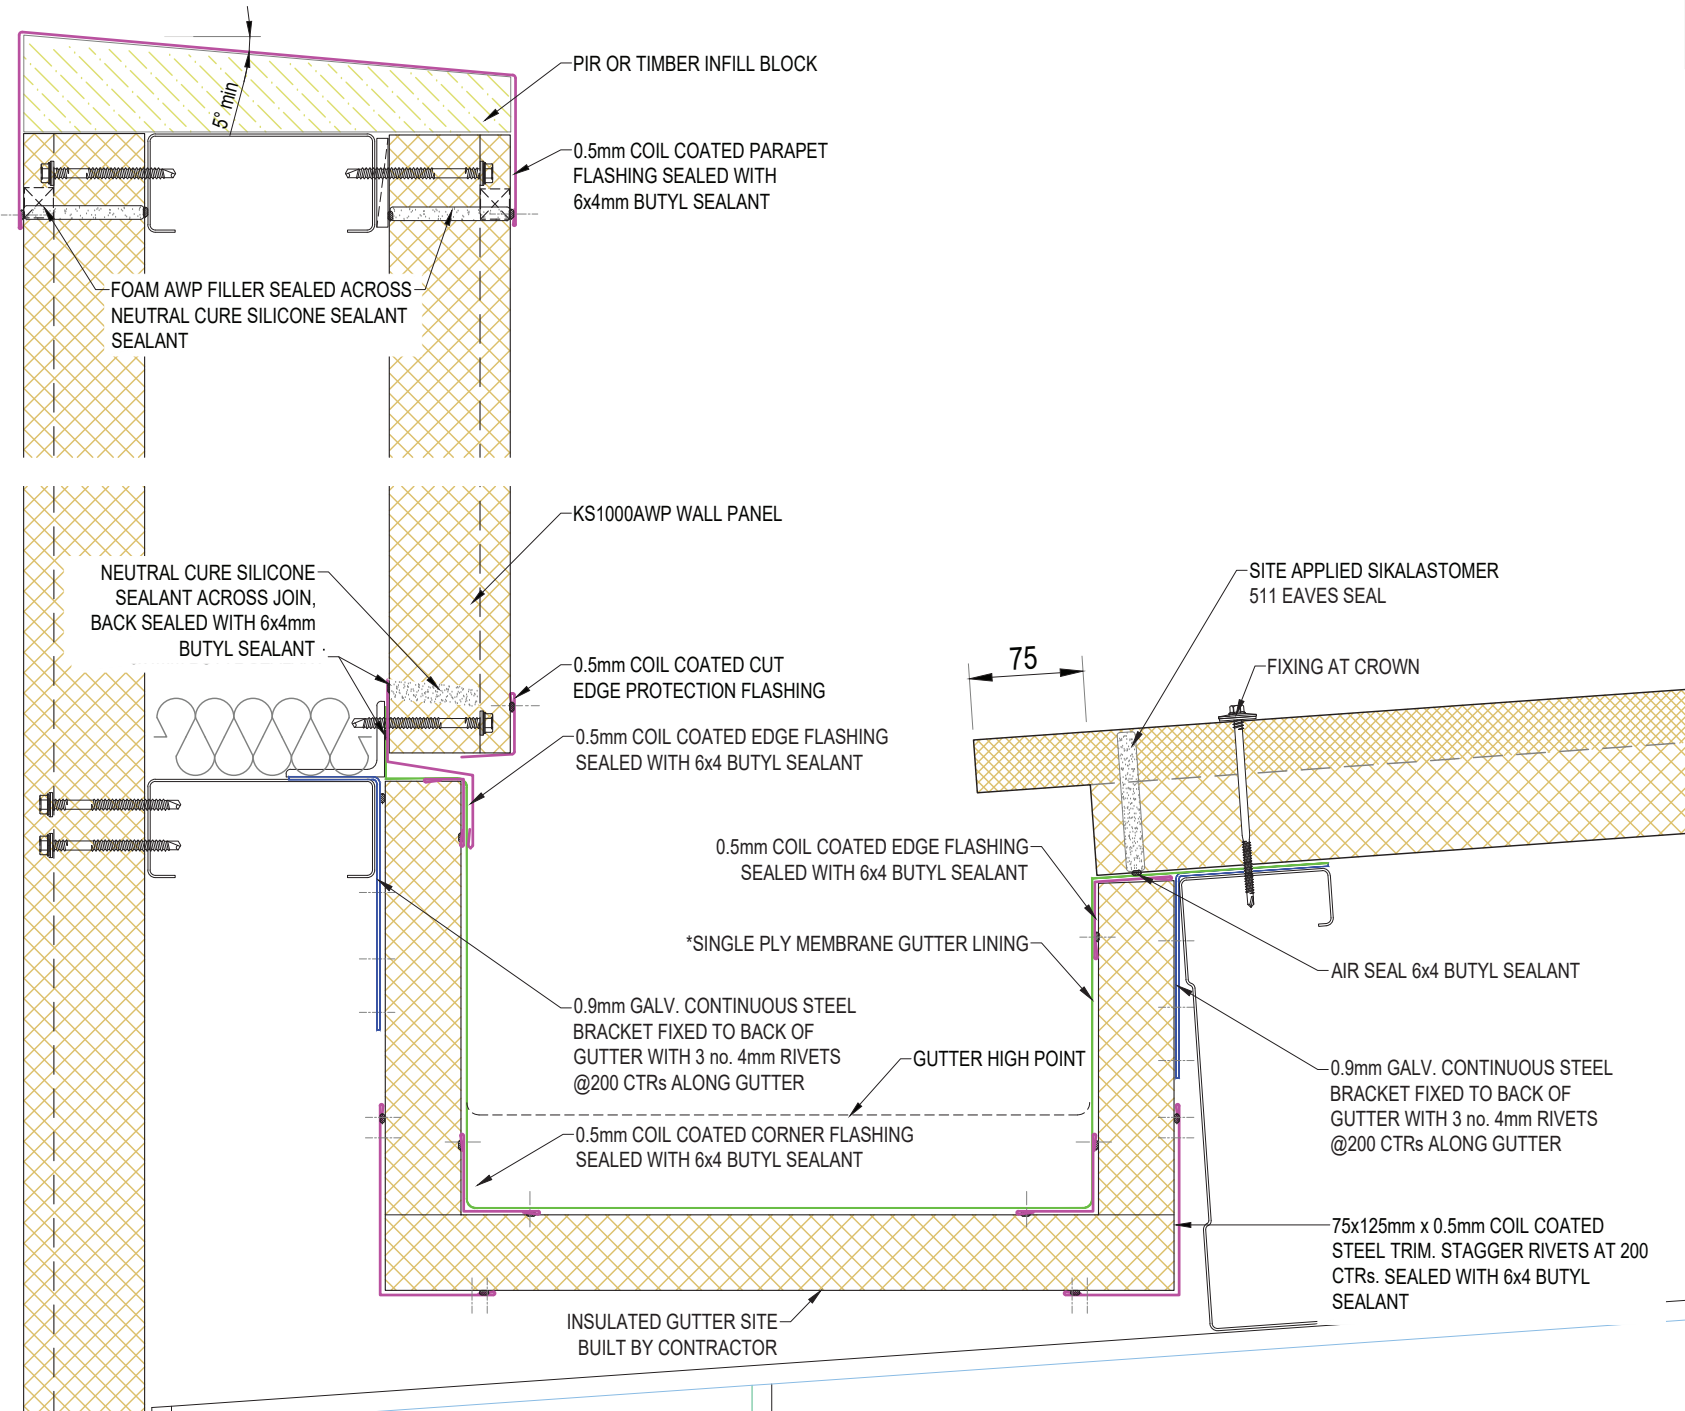 5° min
PIR OR TIMBER INFILL BLOCK
0.5mm COIL COATED PARAPET
FLASHING SEALED WITH
6x4mm BUTYL SEALANT
FOAM AWP FILLER SEALED ACROSS
NEUTRAL CURE SILICONE SEALANT
SEALANT
KS1000AWP WALL PANEL
NEUTRAL CURE SILICONE
SEALANT ACROSS JOIN,
BACK SEALED WITH 6x4mm
BUTYL SEALANT
0.5mm COIL COATED CUT
EDGE PROTECTION FLASHING
0.5mm COIL COATED EDGE FLASHING
SEALED WITH 6x4 BUTYL SEALANT
75
SITE APPLIED SIKALASTOMER
511 EAVES SEAL
FIXING AT CROWN
0.5mm COIL COATED EDGE FLASHING
SEALED WITH 6x4 BUTYL SEALANT
*SINGLE PLY MEMBRANE GUTTER LINING
AIR SEAL 6x4 BUTYL SEALANT
0.9mm GALV. CONTINUOUS STEEL
BRACKET FIXED TO BACK OF
GUTTER WITH 3 no. 4mm RIVETS
@200 CTRs ALONG GUTTER
GUTTER HIGH POINT
0.9mm GALV. CONTINUOUS STEEL
BRACKET FIXED TO BACK OF
GUTTER WITH 3 no. 4mm RIVETS
@200 CTRs ALONG GUTTER
0.5mm COIL COATED CORNER FLASHING
SEALED WITH 6x4 BUTYL SEALANT
75x125mm x 0.5mm COIL COATED
STEEL TRIM. STAGGER RIVETS AT 200
CTRs. SEALED WITH 6x4 BUTYL
SEALANT
INSULATED GUTTER SITE
BUILT BY CONTRACTOR